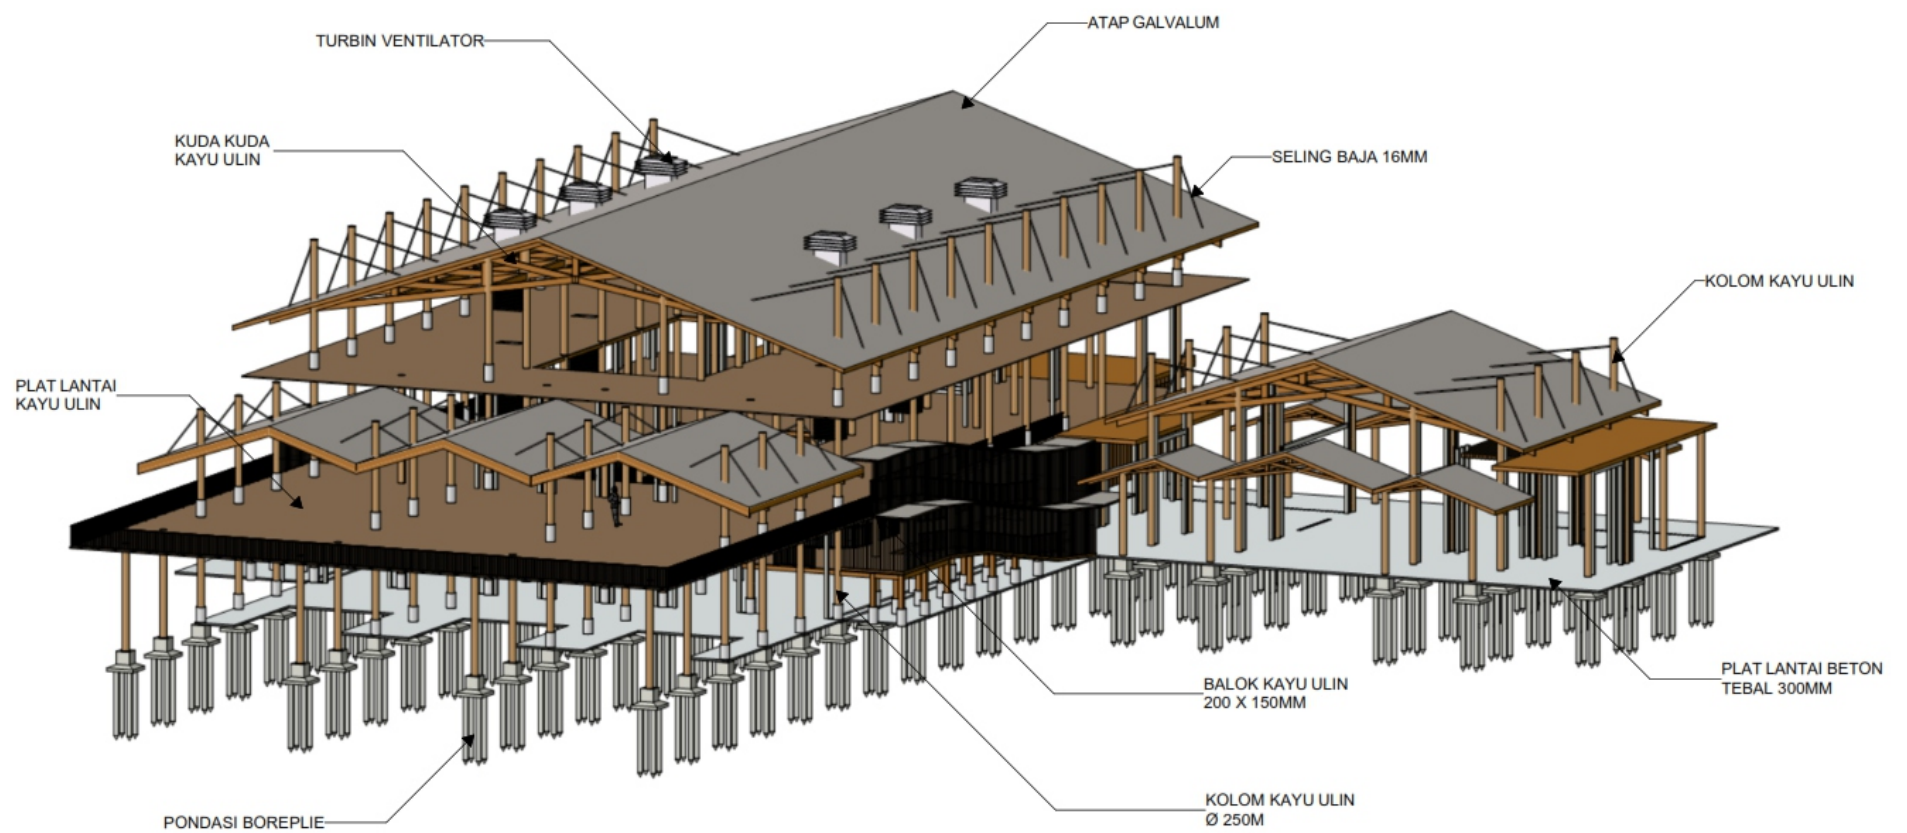 ATAP GALVALUM
TURBIN VENTILATOR
KUDA KUDA
KAYU ULIN
SELING BAJA 16MM
KOLOM KAYU ULIN
PLAT LANTAI
KAYU ULIN
PLAT LANTAI BETON
TEBAL 300MM
BALOK KAYU ULIN
200 X 150MM
KOLOM KAYU ULIN
Ø 250M
PONDASI BOREPLIE